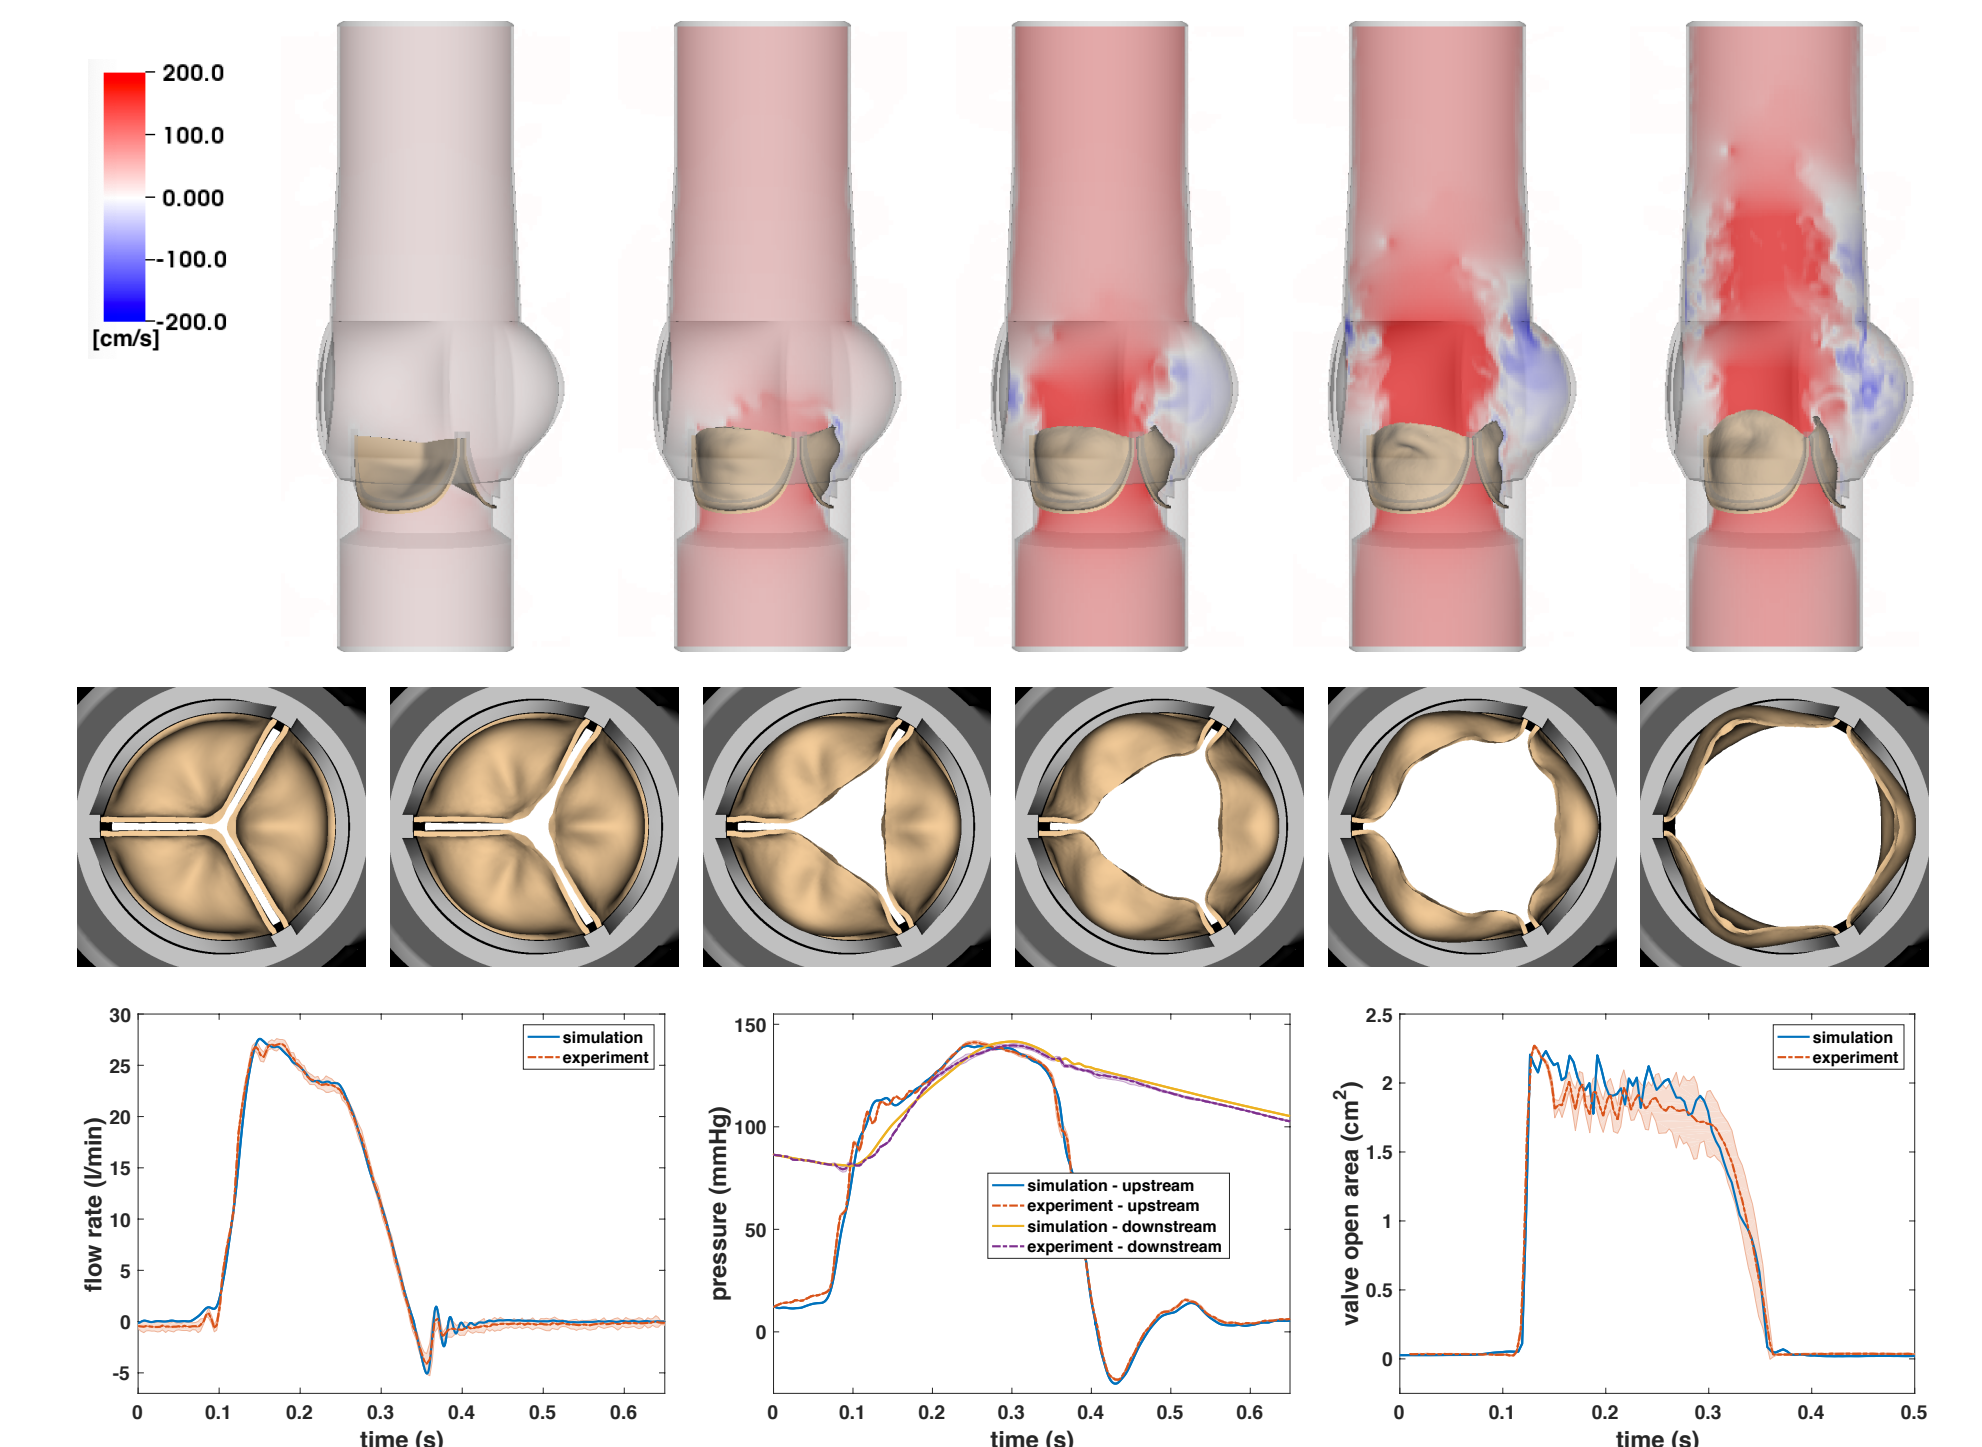 200.0
100.0
0.000
-100.0
-200.0
[cm/s]
30
25
20
15
10
5
0
-5
flow rate (l/min)
simulation
experiment
0 0.1 0.2 0.3 0.4 0.5 0.6
time (s)
150
100
50
0
pressure (mmHg)
simulation - upstream
experiment - upstream
simulation - downstream
experiment - downstream
0 0.1 0.2 0.3 0.4 0.5 0.6
time (s)
2.5
2
1.5
1
0.5
0
valve open area (cm²)
simulation
experiment
0 0.1 0.2 0.3 0.4 0.5
time (s)